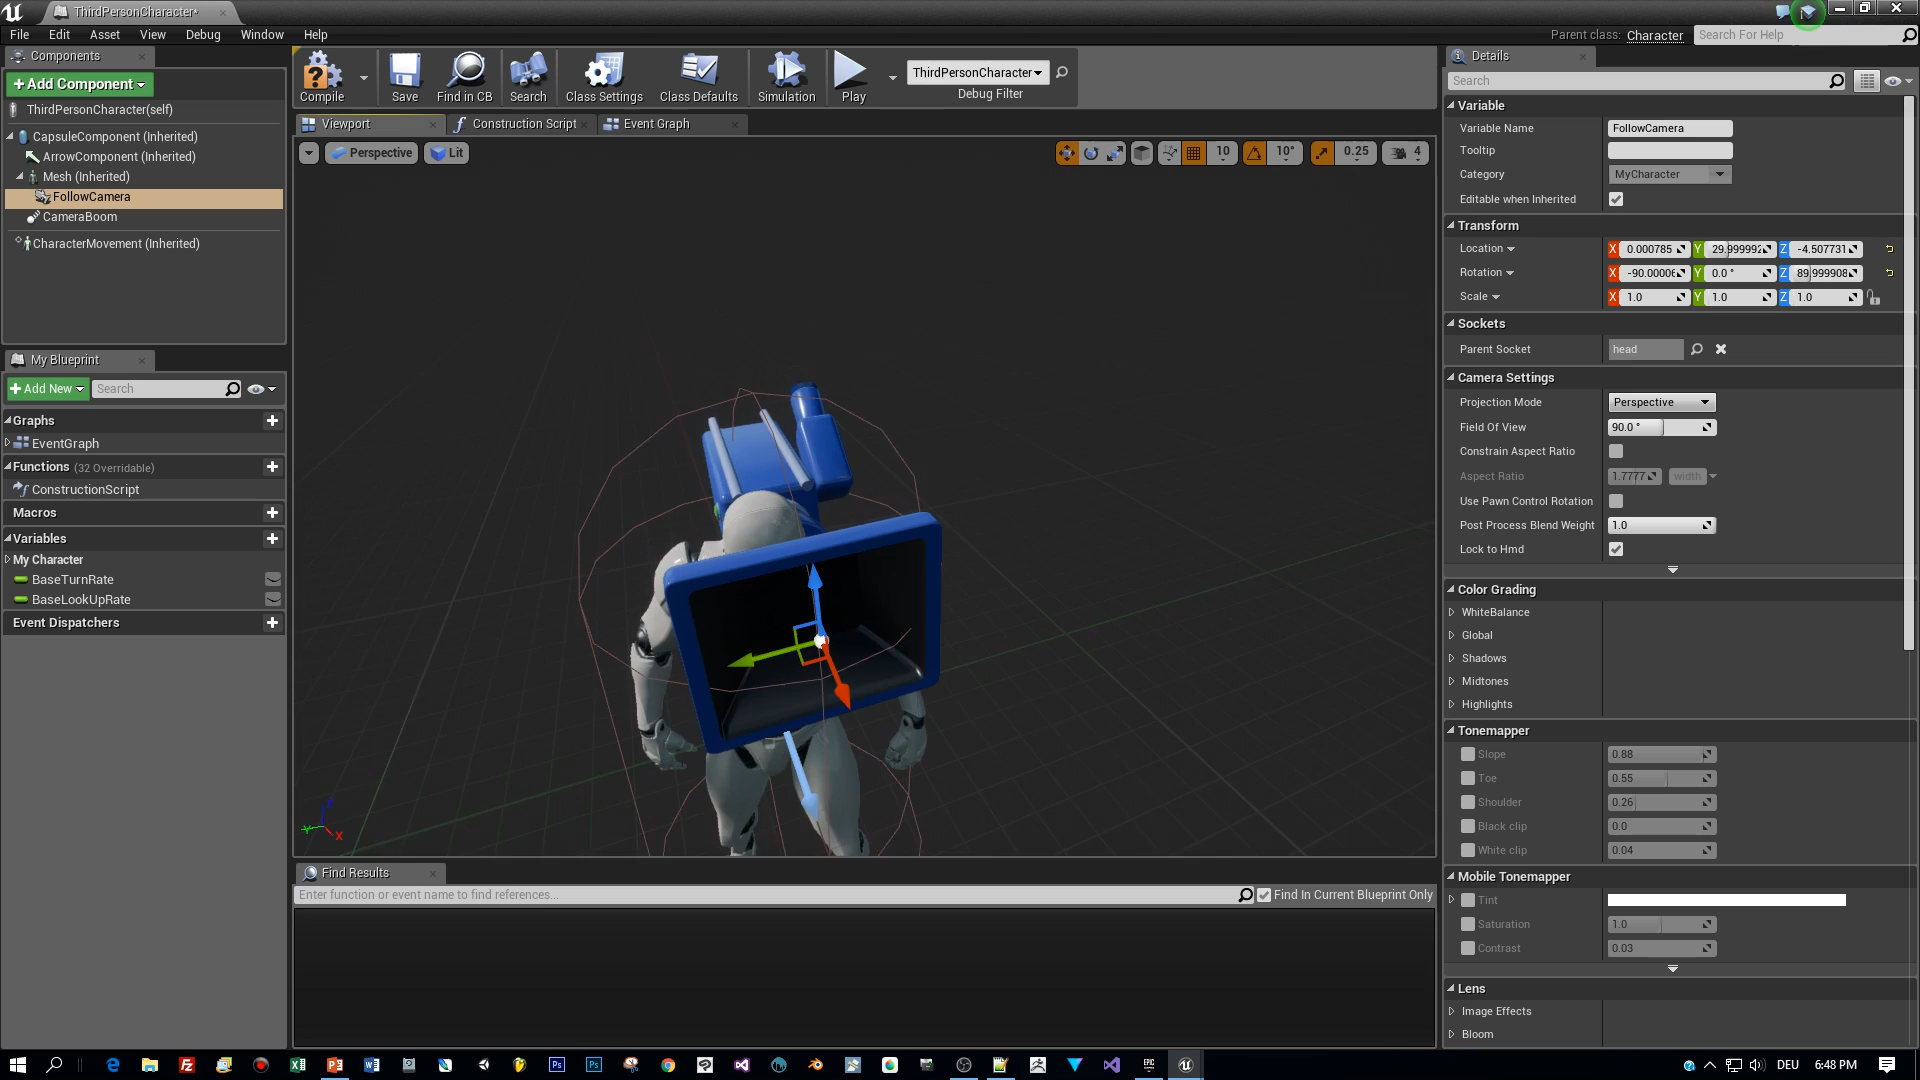 ThirdPersonCharacter*
File Edit Asset View Debug Window Help
Parent class: Character
Search For Help
Components
+ Add Component
ThirdPersonCharacter(self)
CapsuleComponent (Inherited)
ArrowComponent (Inherited)
Mesh (Inherited)
FollowCamera
CameraBoom
CharacterMovement (Inherited)
My Blueprint
+ Add New
Search
Graphs
EventGraph
Functions (32 Overridable)
ConstructionScript
Macros
Variables
My Character
BaseTurnRate
BaseLookUpRate
Event Dispatchers
Compile
Save
Find in CB
Search
Class Settings
Class Defaults
Simulation
Play
ThirdPersonCharacter
Debug Filter
Viewport
Construction Script
Event Graph
Perspective
Lit
10
10°
0.25
4
Z
Y
X
Find Results
Enter function or event name to find references...
Find In Current Blueprint Only
Details
Search
Variable
Variable Name FollowCamera
Tooltip
Category MyCharacter
Editable when Inherited
Transform
Location X 0.000785 Y 29.999992 Z -4.507731
Rotation X -90.00006 Y 0.0 ° Z 89.999908
Scale X 1.0 Y 1.0 Z 1.0
Sockets
Parent Socket head
Camera Settings
Projection Mode Perspective
Field Of View 90.0 °
Constrain Aspect Ratio
Aspect Ratio 1.7777 width
Use Pawn Control Rotation
Post Process Blend Weight 1.0
Lock to Hmd
Color Grading
WhiteBalance
Global
Shadows
Midtones
Highlights
Tonemapper
Slope 0.88
Toe 0.55
Shoulder 0.26
Black clip 0.0
White clip 0.04
Mobile Tonemapper
Tint
Saturation 1.0
Contrast 0.03
Lens
Image Effects
Bloom
DEU
6:48 PM